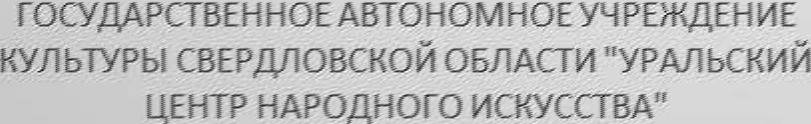 ГОСУДАРСТВЕННОЕ АВТОНОМНОЕ УЧРЕЖДЕНИЕ
КУЛЬТУРЫ СВЕРДЛОВСКОЙ ОБЛАСТИ "УРАЛЬСКИЙ
ЦЕНТР НАРОДНОГО ИСКУССТВА"